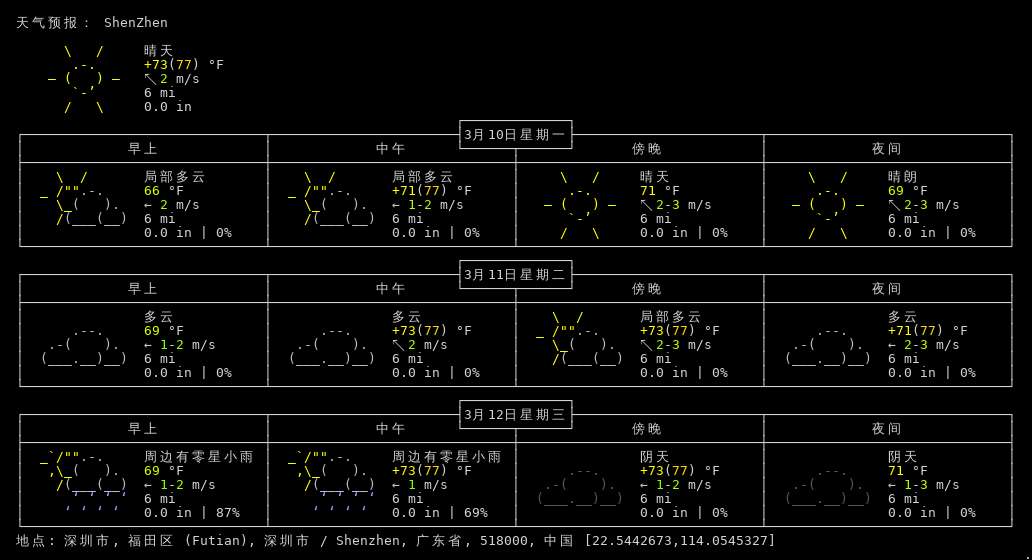 天气预报： ShenZhen
晴天
+73(77) °F
↖ 2 m/s
6 mi
0.0 in
3月10日星期一
早上 中午 傍晚 夜间
局部多云 局部多云 晴天 晴朗
66 °F +71(77) °F 71 °F 69 °F
← 2 m/s ← 1-2 m/s ↖ 2-3 m/s ↖ 2-3 m/s
6 mi 6 mi 6 mi 6 mi
0.0 in | 0% 0.0 in | 0% 0.0 in | 0% 0.0 in | 0%
3月11日星期二
早上 中午 傍晚 夜间
多云 多云 局部多云 多云
69 °F +73(77) °F +73(77) °F +71(77) °F
← 1-2 m/s ↖ 2 m/s ↖ 2-3 m/s ← 2-3 m/s
6 mi 6 mi 6 mi 6 mi
0.0 in | 0% 0.0 in | 0% 0.0 in | 0% 0.0 in | 0%
3月12日星期三
早上 中午 傍晚 夜间
周边有零星小雨 周边有零星小雨 阴天 阴天
69 °F +73(77) °F +73(77) °F 71 °F
← 1-2 m/s ← 1 m/s ← 1-2 m/s ← 1-3 m/s
6 mi 6 mi 6 mi 6 mi
0.0 in | 87% 0.0 in | 69% 0.0 in | 0% 0.0 in | 0%
地点: 深圳市, 福田区 (Futian), 深圳市 / Shenzhen, 广东省, 518000, 中国 [22.5442673,114.0545327]